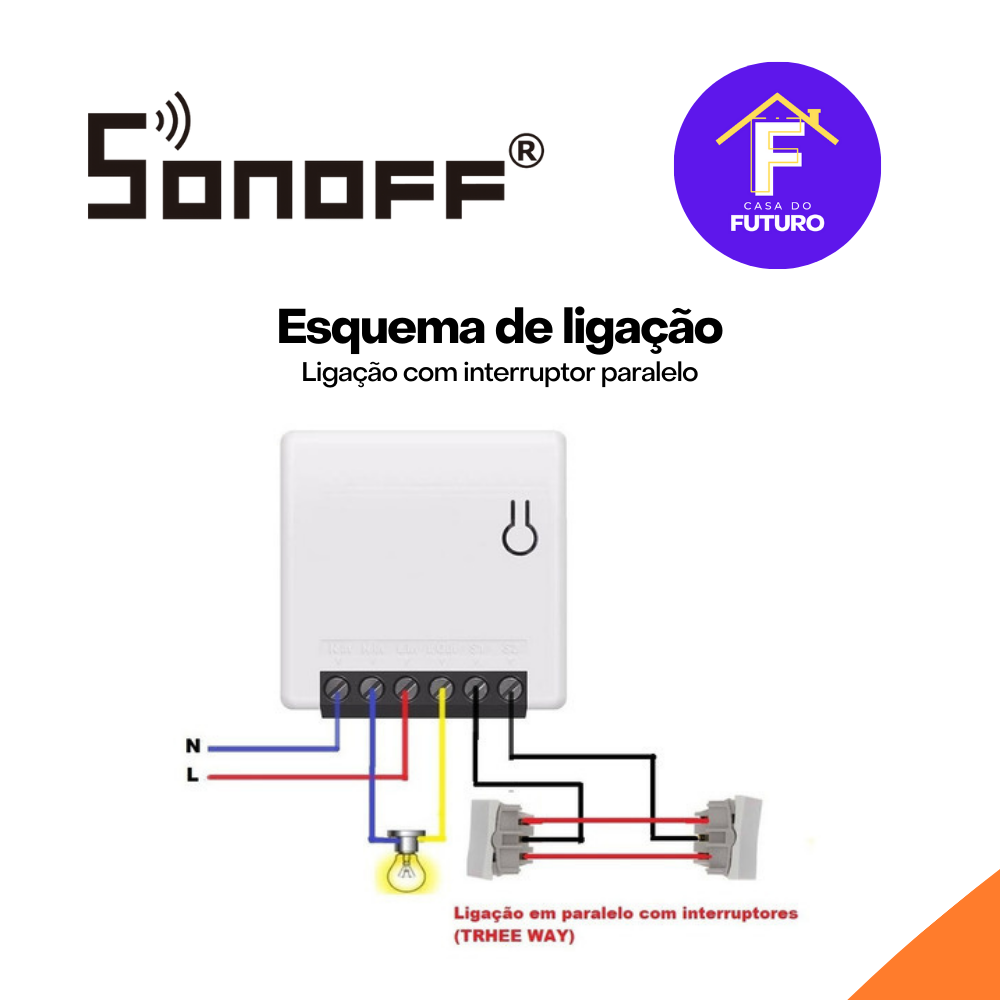 SONOFF®
F
CASA DO
FUTURO
Esquema de ligação
Ligação com interruptor paralelo
N
L
Ligação em paralelo com interruptores
(TRHEE WAY)